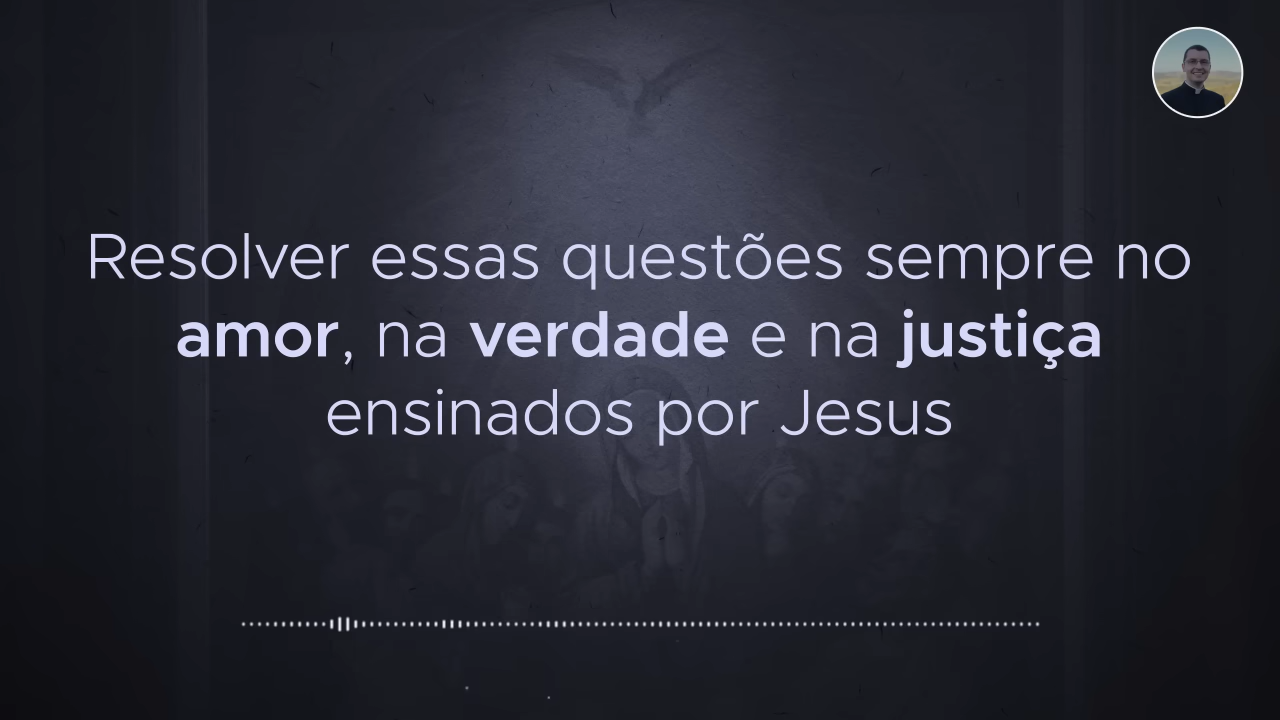 Resolver essas questões sempre no
amor, na verdade e na justiça
ensinados por Jesus